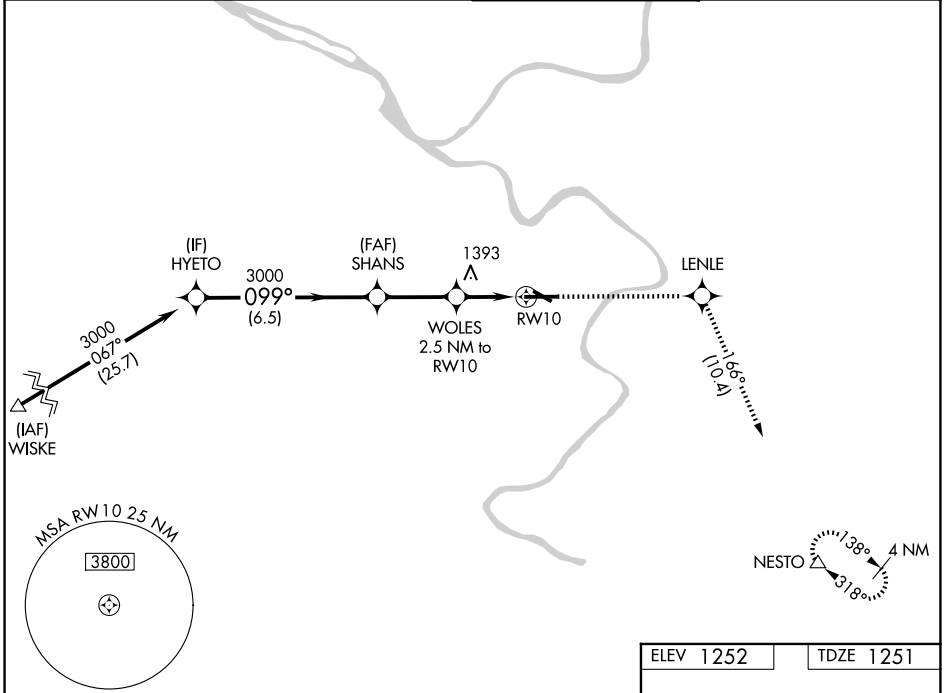 (IF)
HYETO
3000
099°
(6.5)
(FAF)
SHANS
1393
WOLES
2.5 NM to
RW10
RW10
LENLE
166°
(10.4)
3000
067°
(25.7)
(IAF)
WISKE
MSA RW10 25 NM
3800
NESTO
138°
318°
4 NM
ELEV 1252
TDZE 1251